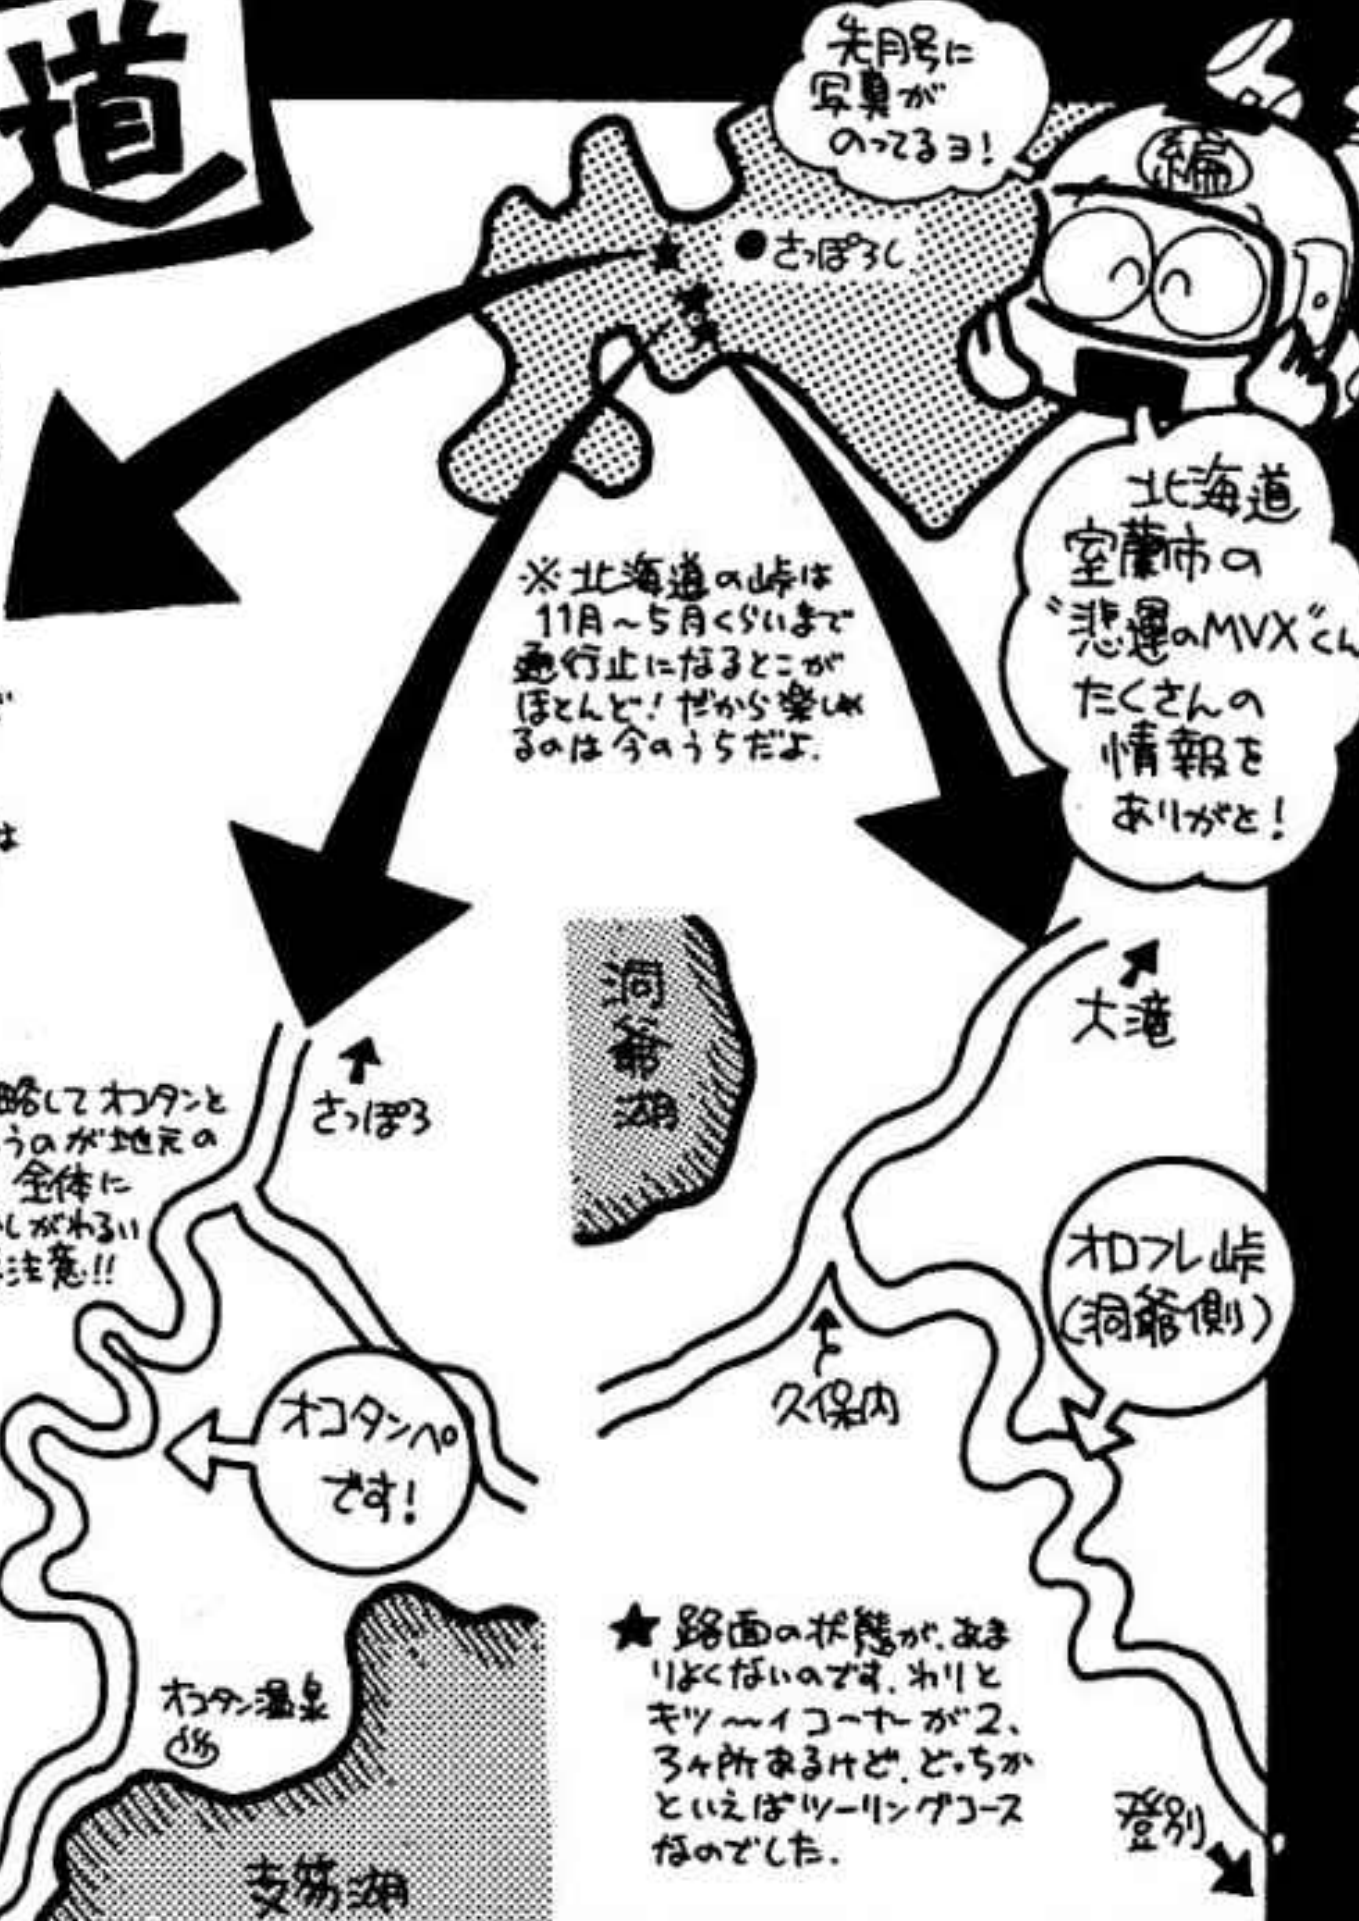 道
先月号に
写真が
のってるヨ!
編
さっぽろし
北海道
室蘭市の
〝悲運のMVX〟くん
たくさんの
情報を
ありがと!
※北海道の峠は
11月〜5月くらいまで
通行止になるとこが
ほとんど!だから楽しめ
るのは今のうちだよ.
が
は
さっぽろ
略してオコタンと
うのが地元の
全体に
しがわるい
注意!!
オコタンペ
です!
オコタン温泉
支笏湖
洞爺湖
大滝
久保内
オロフレ峠
(洞爺側)
★路面の状態が、あま
りよくないのです.わりと
キツ〜イコーナーが2、
3ヶ所あるけど、どっちか
といえばツーリングコース
なのでした.
登別